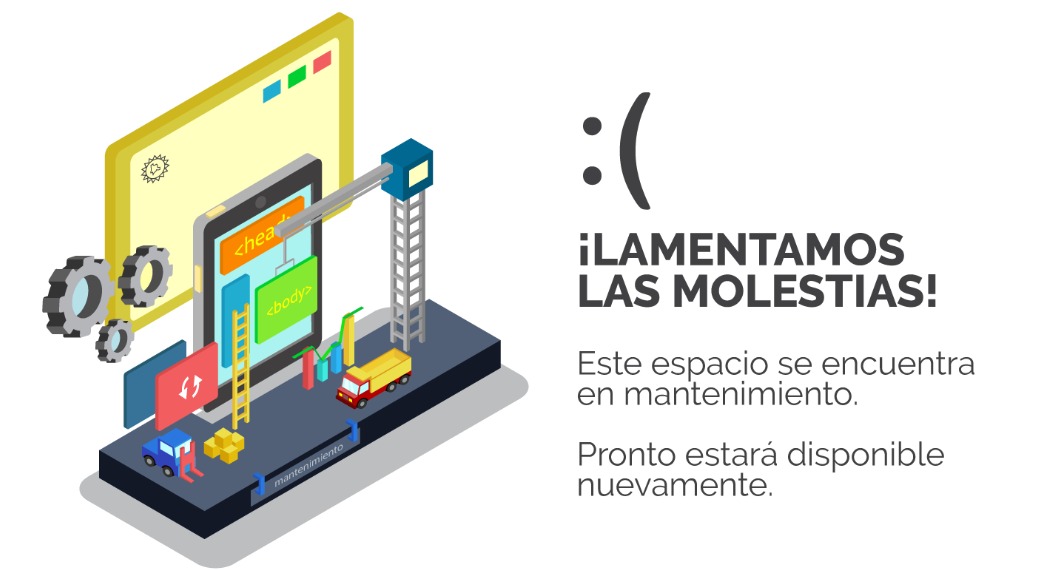 :(
¡LAMENTAMOS
LAS MOLESTIAS!
Este espacio se encuentra
en mantenimiento.
Pronto estará disponible
nuevamente.
<head>
<body>
mantenimiento